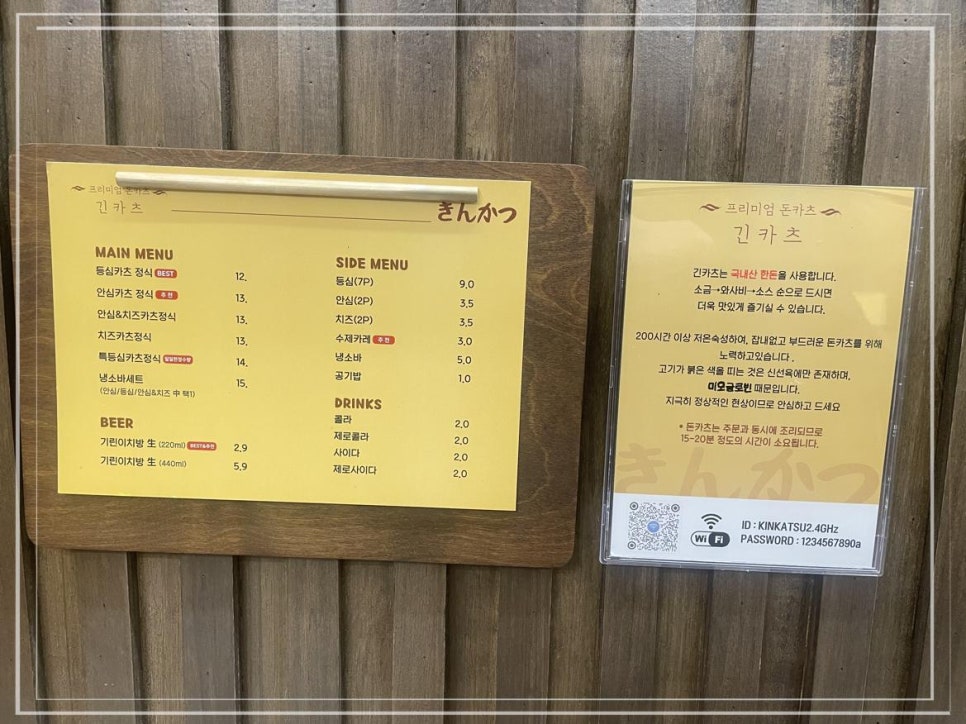 프리미엄 돈카츠
긴카츠
きんかつ
MAIN MENU
등심카츠 정식 BEST 12.
안심카츠 정식 추천 13.
안심&치즈카츠정식 13.
치즈카츠정식 13.
특등심카츠정식 일일한정수량 14.
냉소바세트 15.
(안심/등심/안심&치즈 中 택1)
BEER
기린이치방 生 (220ml) BEST&추천 2.9
기린이치방 生 (440ml) 5.9
SIDE MENU
등심(7P) 9.0
안심(2P) 3.5
치즈(2P) 3.5
수제카레 추천 3.0
냉소바 5.0
공기밥 1.0
DRINKS
콜라 2.0
제로콜라 2.0
사이다 2.0
제로사이다 2.0
프리미엄 돈카츠
긴카츠
긴카츠는 국내산 한돈을 사용합니다.
소금→와사비→소스 순으로 드시면
더욱 맛있게 즐기실 수 있습니다.
200시간 이상 저온숙성하여, 잡내없고 부드러운 돈카츠를 위해
노력하고있습니다.
고기가 붉은 색을 띠는 것은 신선육에만 존재하며,
미오글로빈 때문입니다.
지극히 정상적인 현상이므로 안심하고 드세요
* 돈카츠는 주문과 동시에 조리되므로
15-20분 정도의 시간이 소요됩니다.
きんかつ
WiFi
ID : KINKATSU2.4GHz
PASSWORD : 1234567890a